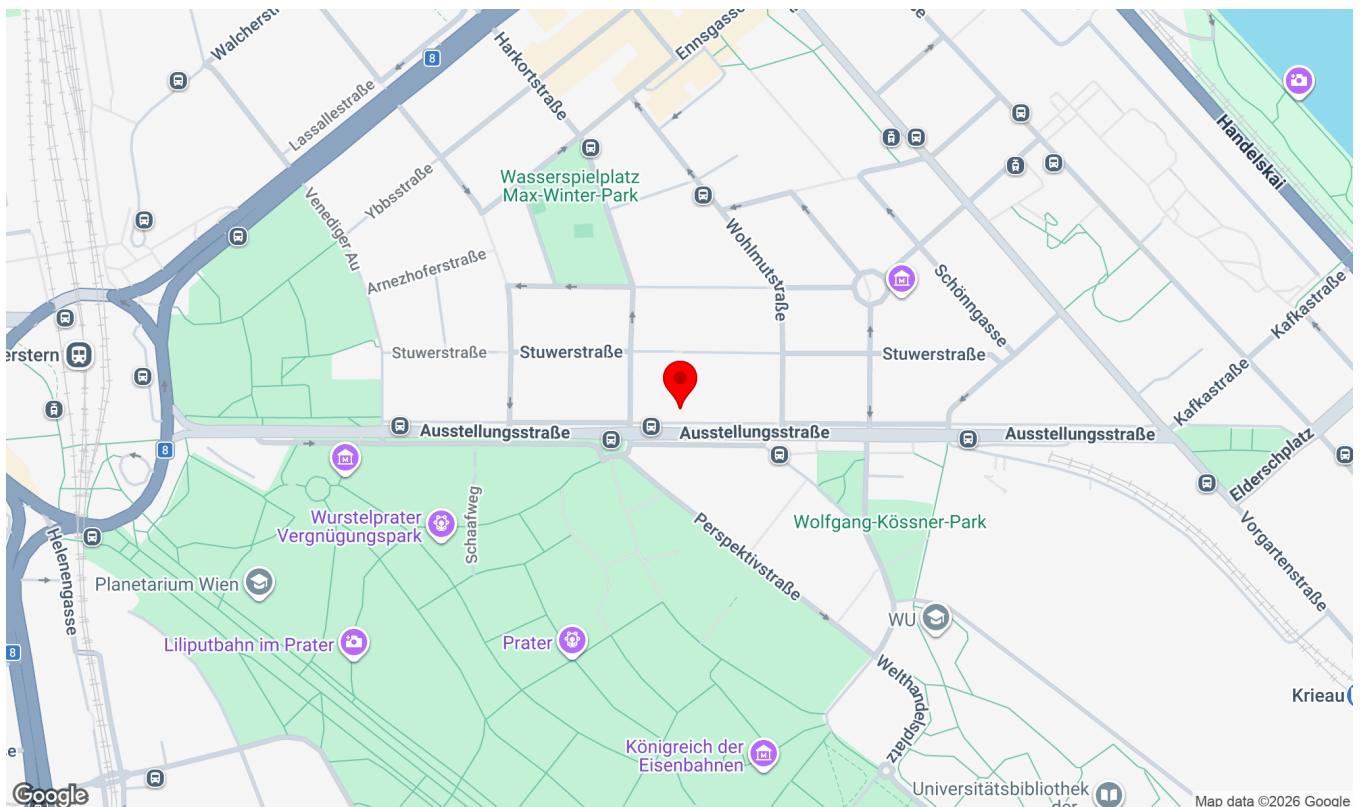 Walcherst
Harkortstraße
Ennsgasse
8
Lassallestraße
Handelskai
Wasserspielplatz
Max-Winter-Park
Ybbsstraße
Venediger Au
Wohlmutstraße
Arnezhoferstraße
Schönngasse
Kafkastraße
erstern
Stuwerstraße
Stuwerstraße
Stuwerstraße
Kafkastraße
Ausstellungsstraße
Ausstellungsstraße
Ausstellungsstraße
8
Elderschplatz
Wurstelprater
Vergnügungspark
Schaafweg
Perspektivstraße
Wolfgang-Kössner-Park
Vorgartenstraße
Helenengasse
Planetarium Wien
WU
Liliputbahn im Prater
Prater
8
Welthandelsplatz
Krieau
Königreich der
Eisenbahnen
Universitätsbibliothek
der
Google
Map data ©2026 Google